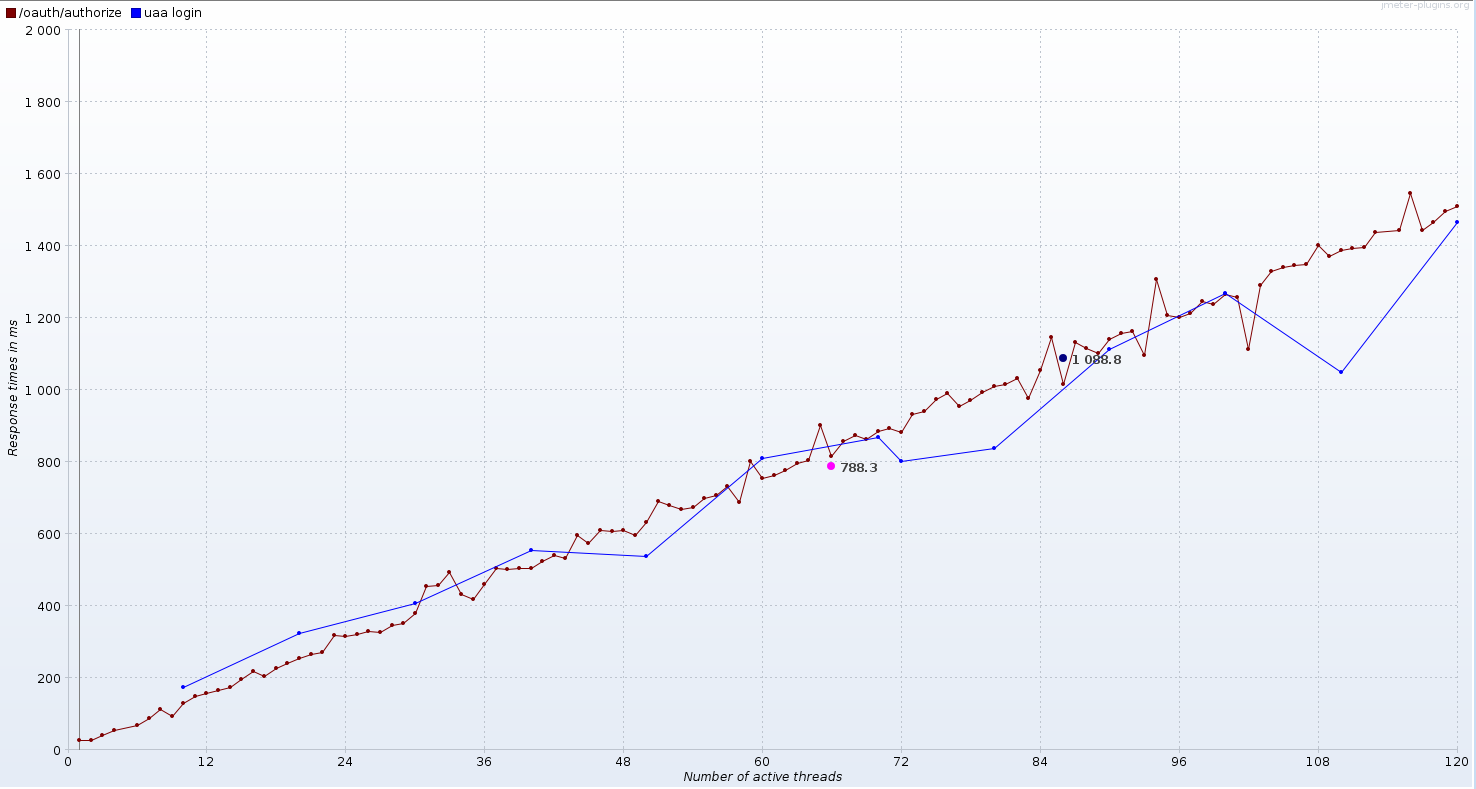 /oauth/authorize uaa login
jmeter-plugins.org
2 000
1 800
1 600
1 400
1 200
1 000
800
600
400
200
0
Response times in ms
1 088.8
788.3
0 12 24 36 48 60 72 84 96 108 120
Number of active threads